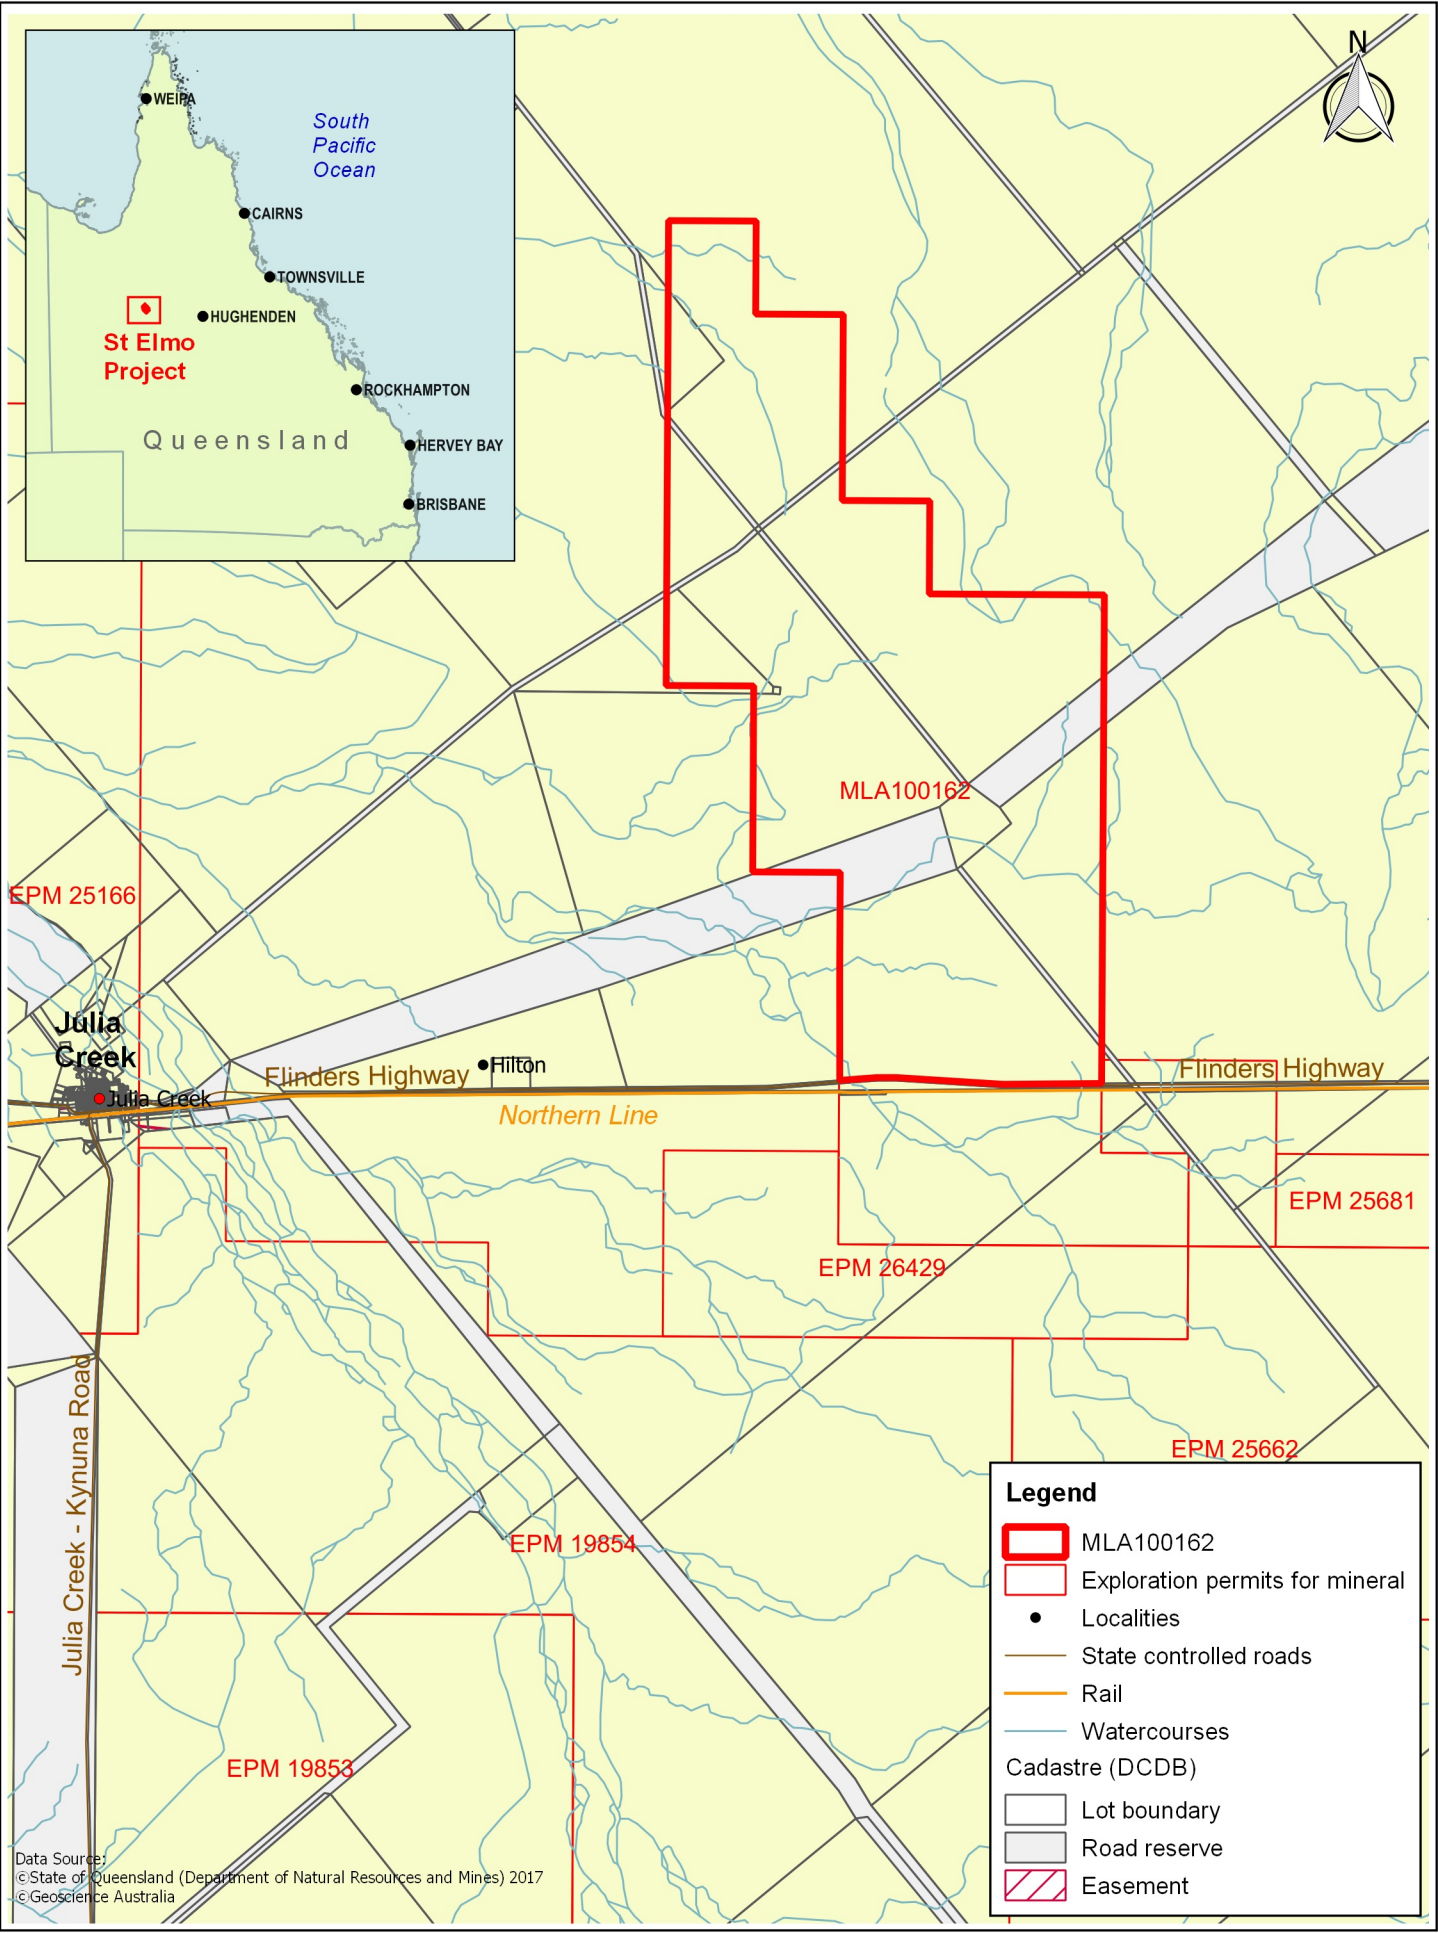 N
WEIPA
South
Pacific
Ocean
CAIRNS
TOWNSVILLE
HUGHENDEN
St Elmo
Project
ROCKHAMPTON
Queensland
HERVEY BAY
BRISBANE
MLA100162
EPM 25166
Julia
Creek
Julia Creek
Flinders Highway
Hilton
Flinders Highway
Northern Line
EPM 25681
EPM 26429
Julia Creek - Kynuna Road
EPM 25662
EPM 19854
EPM 19853
Legend
MLA100162
Exploration permits for mineral
Localities
State controlled roads
Rail
Watercourses
Cadastre (DCDB)
Lot boundary
Road reserve
Easement
Data Source:
©State of Queensland (Department of Natural Resources and Mines) 2017
©Geoscience Australia